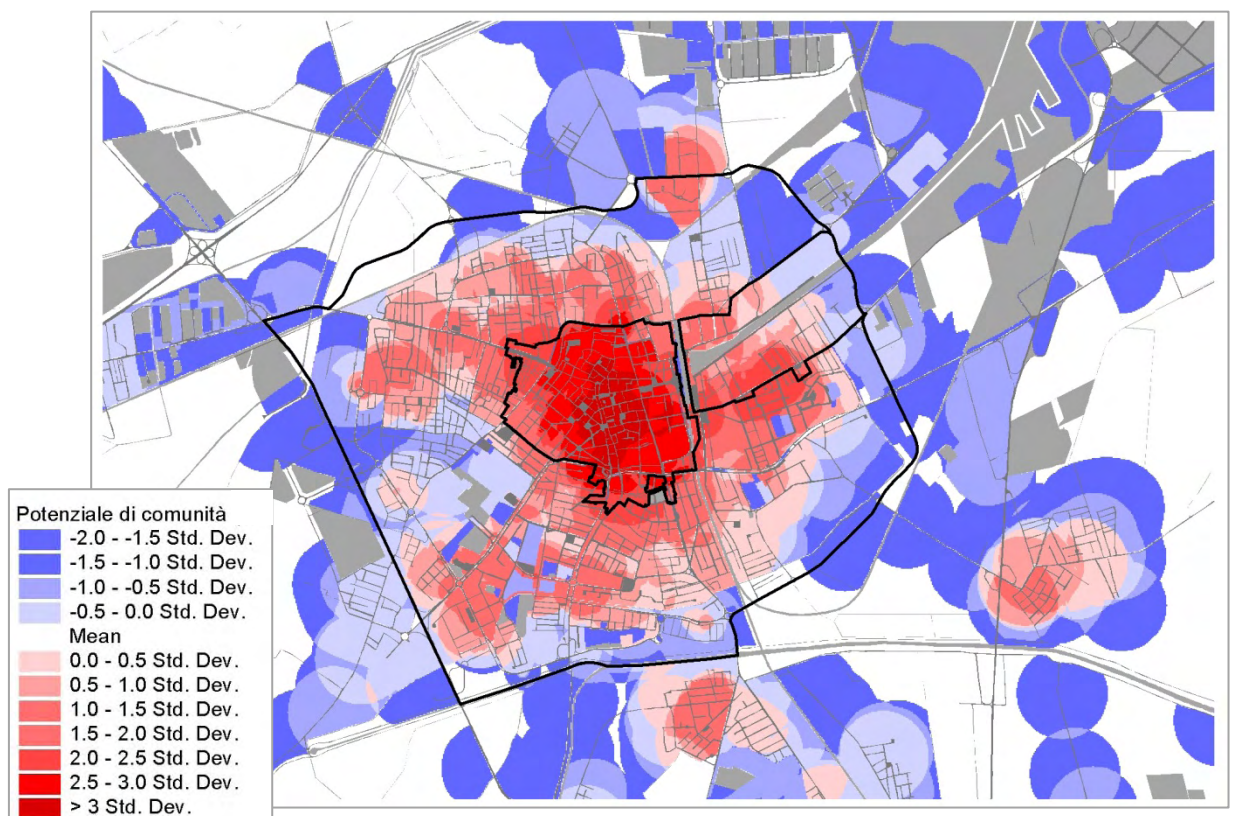 Potenziale di comunità
-2.0 - -1.5 Std. Dev.
-1.5 - -1.0 Std. Dev.
-1.0 - -0.5 Std. Dev.
-0.5 - 0.0 Std. Dev.
Mean
0.0 - 0.5 Std. Dev.
0.5 - 1.0 Std. Dev.
1.0 - 1.5 Std. Dev.
1.5 - 2.0 Std. Dev.
2.0 - 2.5 Std. Dev.
2.5 - 3.0 Std. Dev.
> 3 Std. Dev.